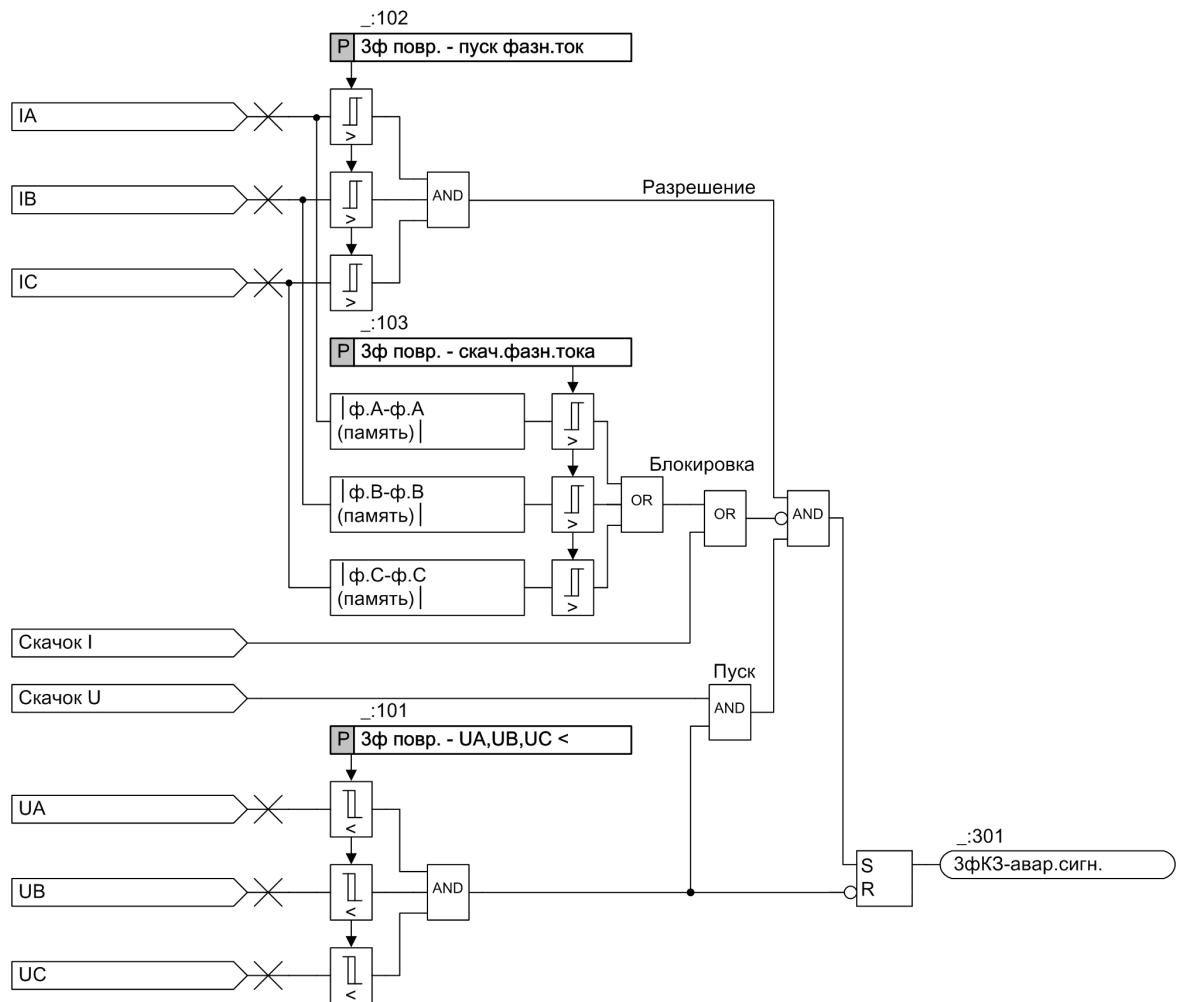 _:102
P 3ф повр. - пуск фазн.ток
IA
>
IB
>
AND
Разрешение
IC
>
_:103
P 3ф повр. - скач.фазн.тока
|ф.A-ф.A
(память)|
>
Блокировка
|ф.B-ф.B
(память)|
>
OR
OR
AND
|ф.C-ф.C
(память)|
>
Скачок I
Скачок U
Пуск
AND
_:101
P 3ф повр. - UA,UB,UC <
UA
<
UB
<
AND
S
R
_:301
3фКЗ-авар.сигн.
UC
<